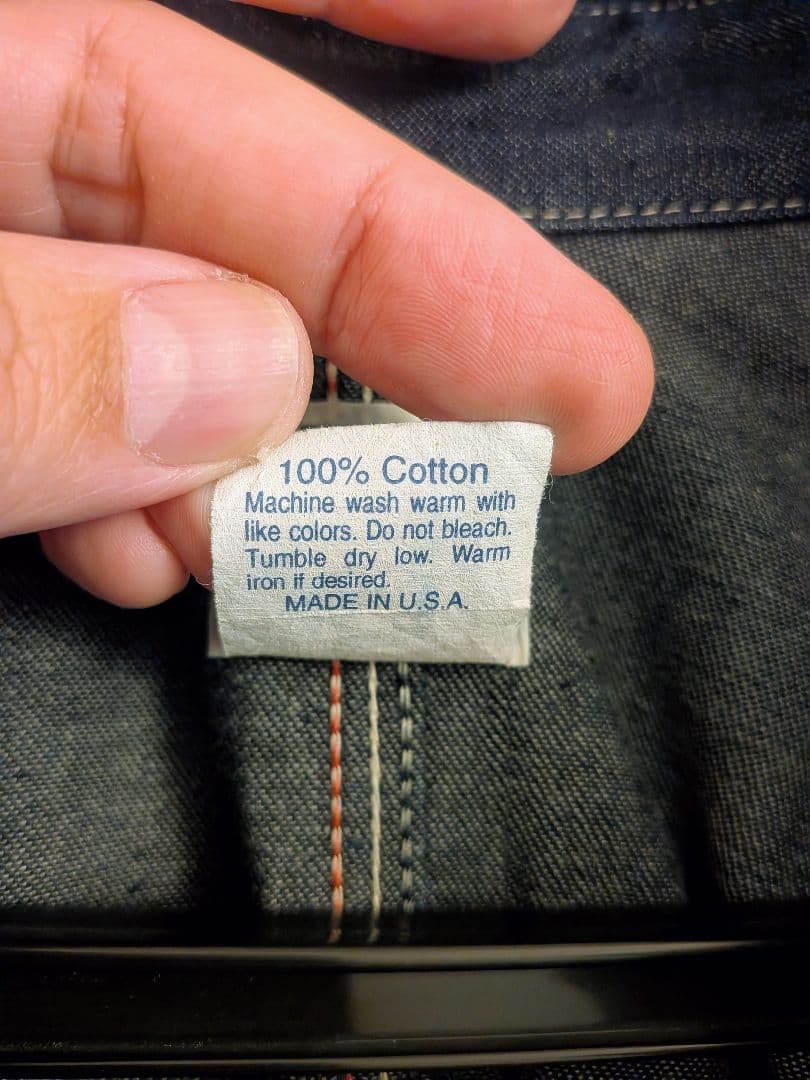 100% Cotton
Machine wash warm with
like colors. Do not bleach.
Tumble dry low. Warm
iron if desired.
MADE IN U.S.A.